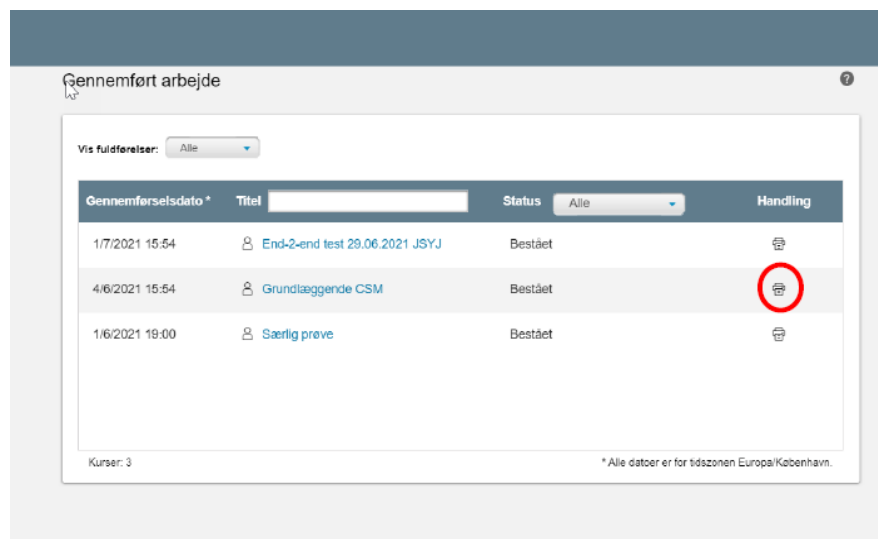 Gennemført arbejde
Vis fuldførelser: Alle
Gennemførselsdato * Titel Status Alle Handling
1/7/2021 15:54 End-2-end test 29.06.2021 JSYJ Bestået
4/6/2021 15:54 Grundlæggende CSM Bestået
1/6/2021 19:00 Særlig prøve Bestået
Kurser: 3 * Alle datoer er for tidszonen Europa/København.